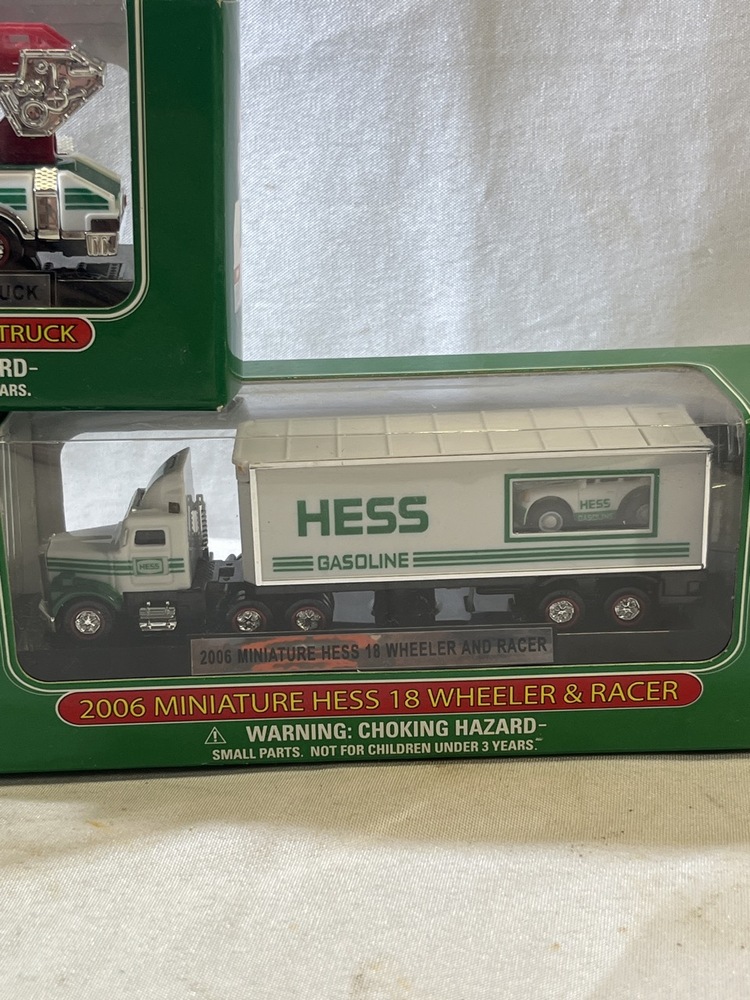 UCK
TRUCK
RD-
ARS.
HESS
GASOLINE
HESS
GASOLINE
HESS
2006 MINIATURE HESS 18 WHEELER AND RACER
2006 MINIATURE HESS 18 WHEELER & RACER
WARNING: CHOKING HAZARD-
SMALL PARTS. NOT FOR CHILDREN UNDER 3 YEARS.